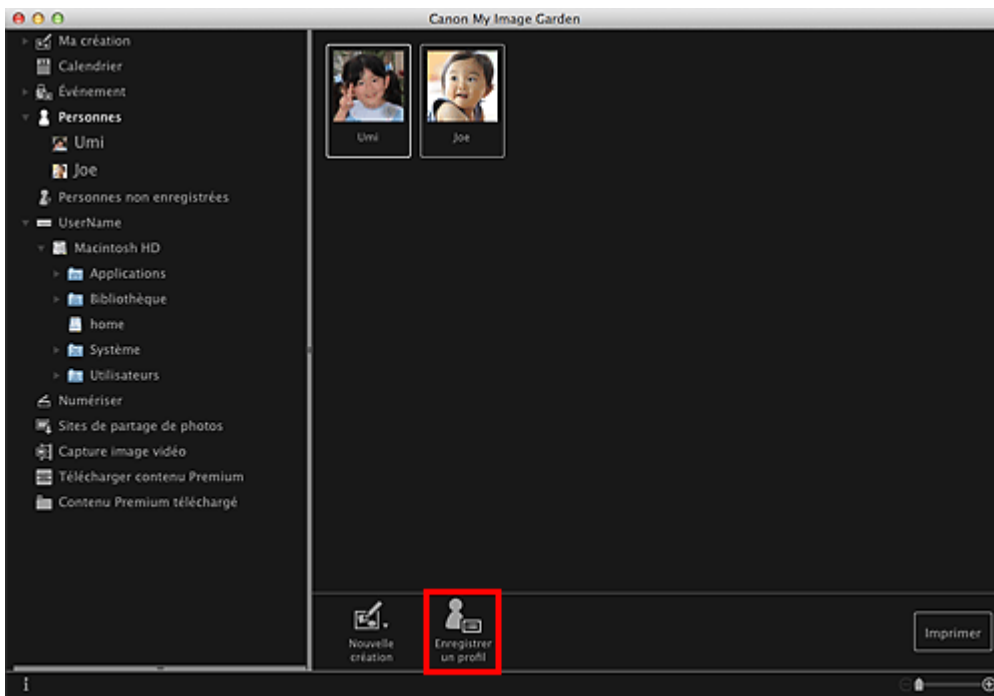 Canon My Image Garden
Ma création
Calendrier
Événement
Personnes
Umi
Joe
Personnes non enregistrées
UserName
Macintosh HD
Applications
Bibliothèque
home
Système
Utilisateurs
Numériser
Sites de partage de photos
Capture image vidéo
Télécharger contenu Premium
Contenu Premium téléchargé
Umi
Joe
Nouvelle
création
Enregistrer
un profil
Imprimer